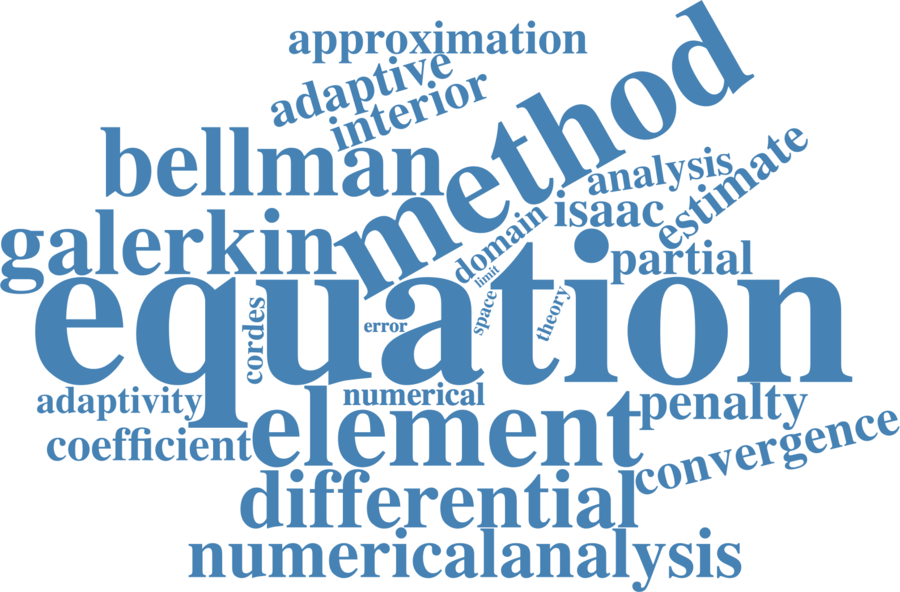 approximation
adaptive
interior
method
bellman
analysis
estimate
isaac
domain
galerkin
partial
limit
equation
space
theory
cordes
error
numerical
adaptivity
element
penalty
coefficient
convergence
differential
numericalanalysis